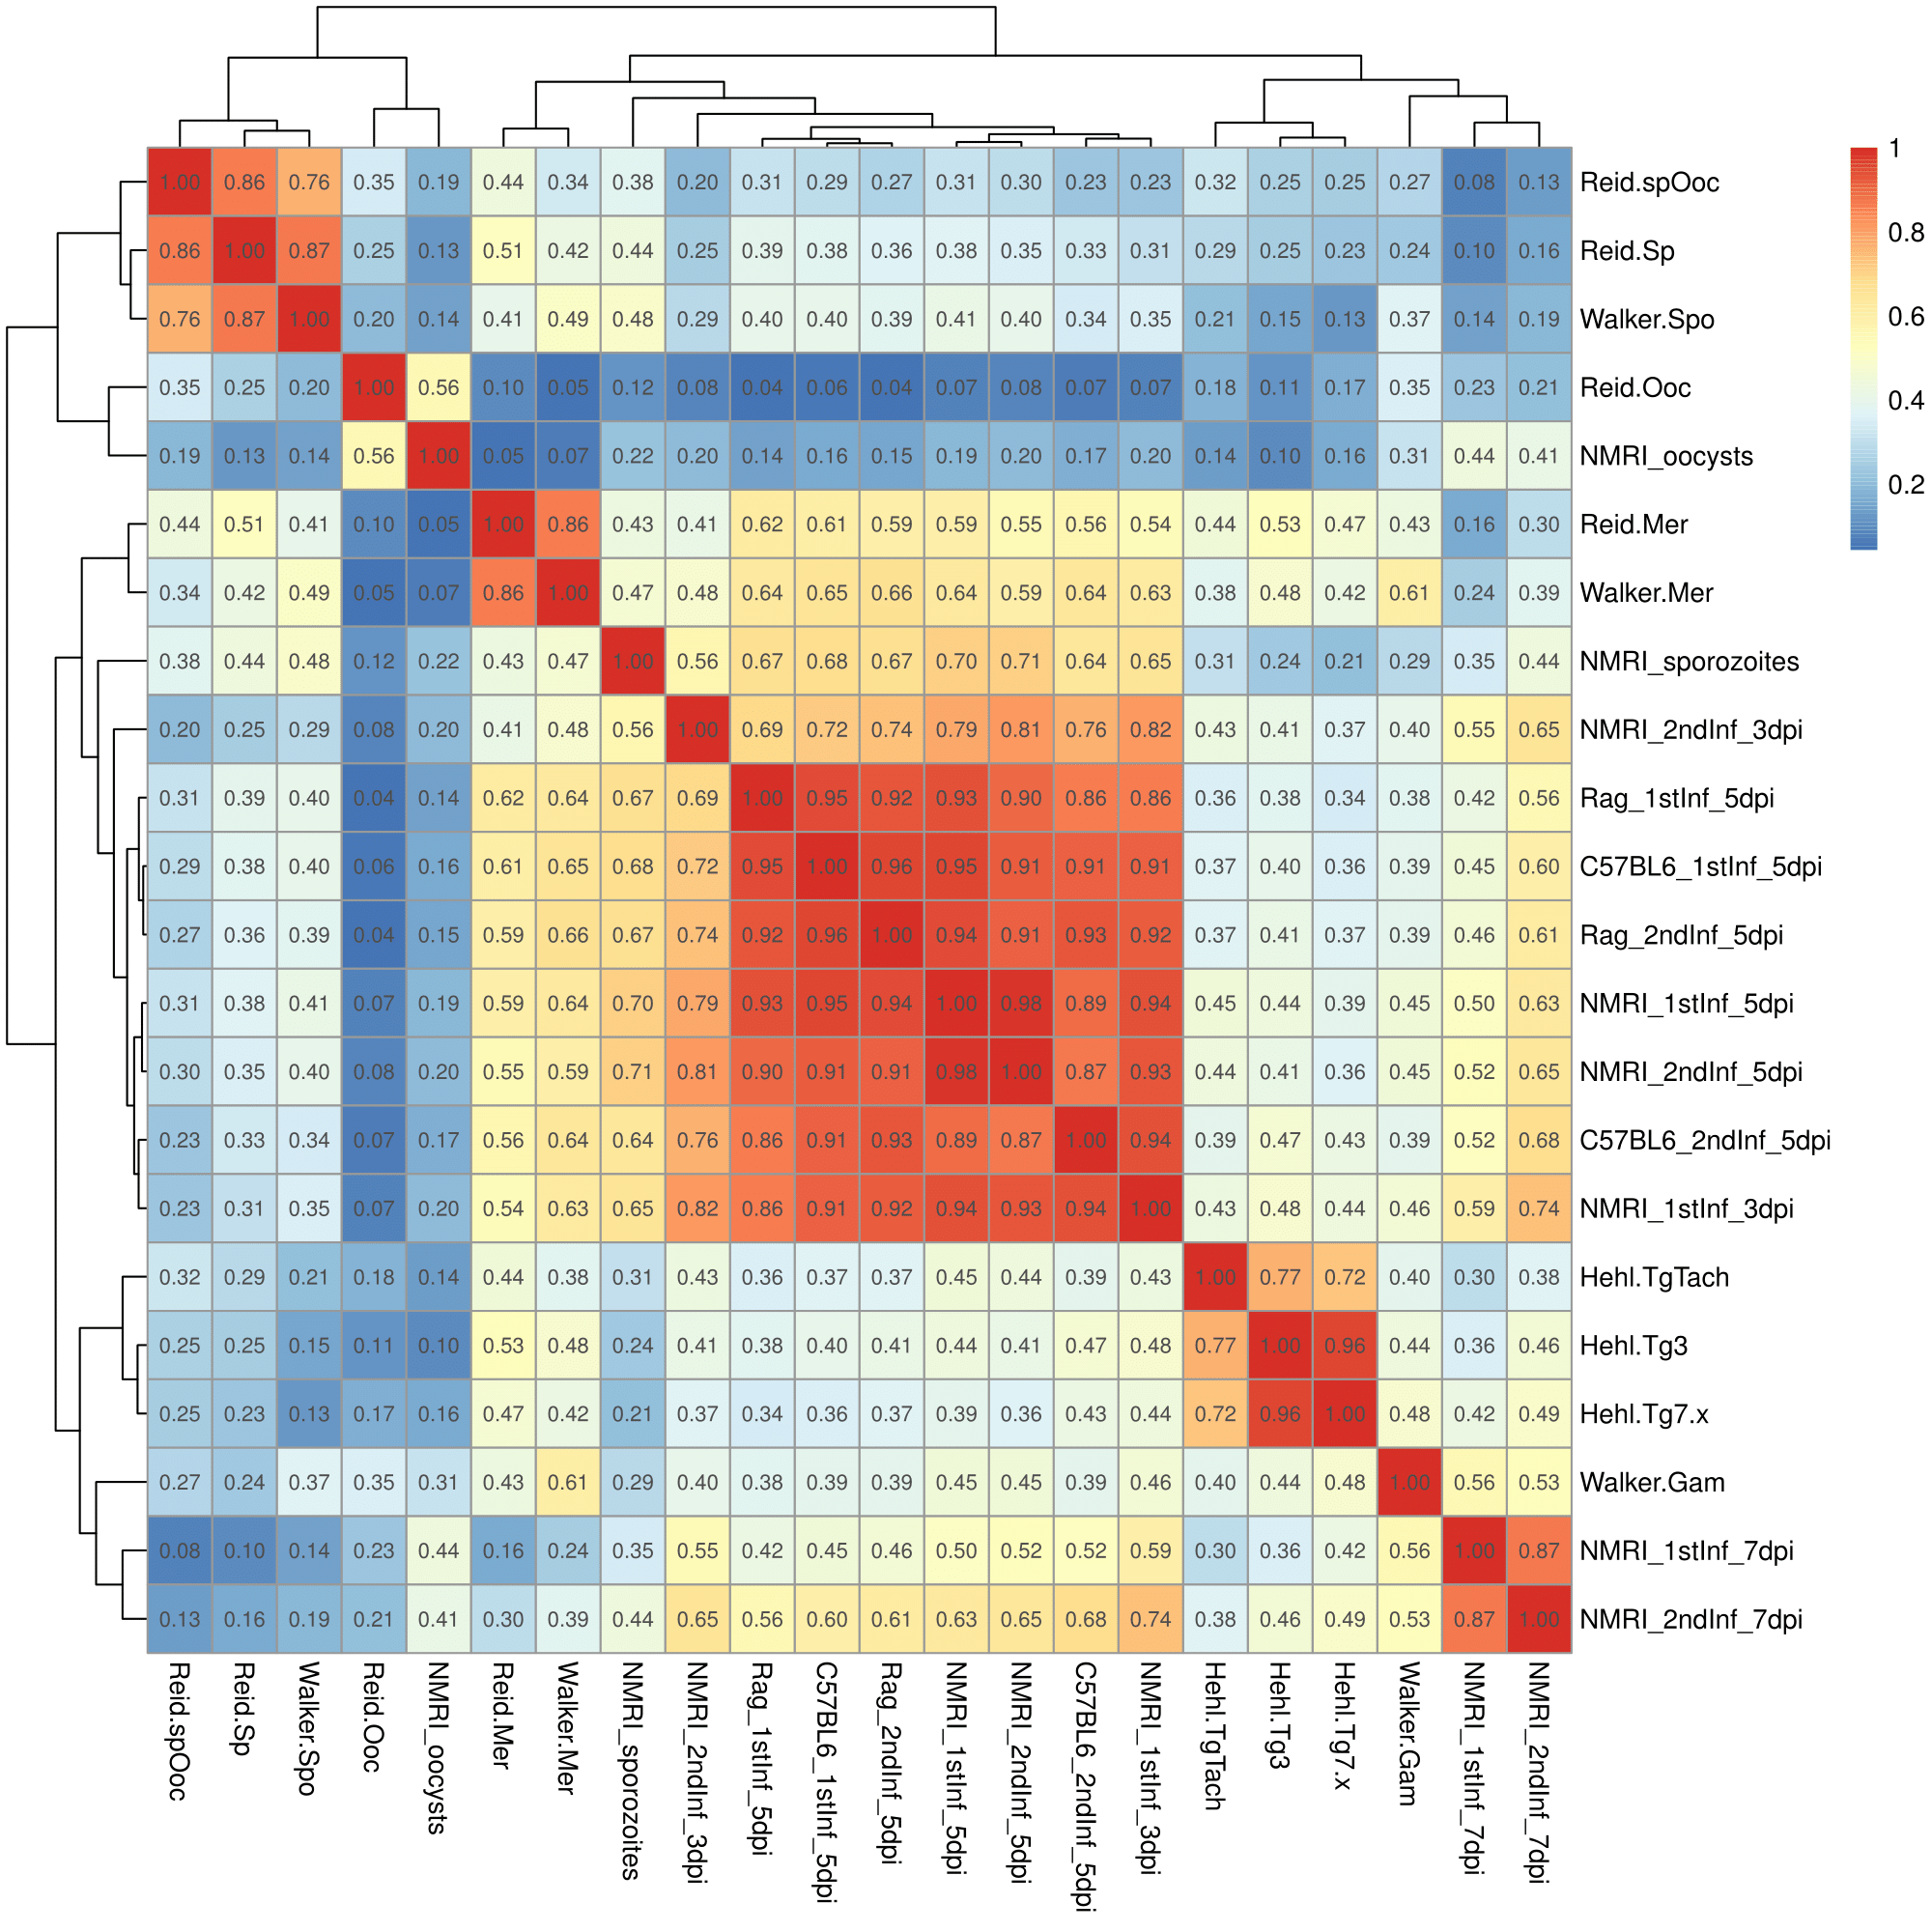 1.00 0.86 0.76 0.35 0.19 0.44 0.34 0.38 0.20 0.31 0.29 0.27 0.31 0.30 0.23 0.23 0.32 0.25 0.25 0.27 0.08 0.13 Reid.spOoc
0.86 1.00 0.87 0.25 0.13 0.51 0.42 0.44 0.25 0.39 0.38 0.36 0.38 0.35 0.33 0.31 0.29 0.25 0.23 0.24 0.10 0.16 Reid.Sp
0.76 0.87 1.00 0.20 0.14 0.41 0.49 0.48 0.29 0.40 0.40 0.39 0.41 0.40 0.34 0.35 0.21 0.15 0.13 0.37 0.14 0.19 Walker.Spo
0.35 0.25 0.20 1.00 0.56 0.10 0.05 0.12 0.08 0.04 0.06 0.04 0.07 0.08 0.07 0.07 0.18 0.11 0.17 0.35 0.23 0.21 Reid.Ooc
0.19 0.13 0.14 0.56 1.00 0.05 0.07 0.22 0.20 0.14 0.16 0.15 0.19 0.20 0.17 0.20 0.14 0.10 0.16 0.31 0.44 0.41 NMRI_oocysts
0.44 0.51 0.41 0.10 0.05 1.00 0.86 0.43 0.41 0.62 0.61 0.59 0.59 0.55 0.56 0.54 0.44 0.53 0.47 0.43 0.16 0.30 Reid.Mer
0.34 0.42 0.49 0.05 0.07 0.86 1.00 0.47 0.48 0.64 0.65 0.66 0.64 0.59 0.64 0.63 0.38 0.48 0.42 0.61 0.24 0.39 Walker.Mer
0.38 0.44 0.48 0.12 0.22 0.43 0.47 1.00 0.56 0.67 0.68 0.67 0.70 0.71 0.64 0.65 0.31 0.24 0.21 0.29 0.35 0.44 NMRI_sporozoites
0.20 0.25 0.29 0.08 0.20 0.41 0.48 0.56 1.00 0.69 0.72 0.74 0.79 0.81 0.76 0.82 0.43 0.41 0.37 0.40 0.55 0.65 NMRI_2ndInf_3dpi
0.31 0.39 0.40 0.04 0.14 0.62 0.64 0.67 0.69 1.00 0.95 0.92 0.93 0.90 0.86 0.86 0.36 0.38 0.34 0.38 0.42 0.56 Rag_1stInf_5dpi
0.29 0.38 0.40 0.06 0.16 0.61 0.65 0.68 0.72 0.95 1.00 0.96 0.95 0.91 0.91 0.91 0.37 0.40 0.36 0.39 0.45 0.60 C57BL6_1stInf_5dpi
0.27 0.36 0.39 0.04 0.15 0.59 0.66 0.67 0.74 0.92 0.96 1.00 0.94 0.91 0.93 0.92 0.37 0.41 0.37 0.39 0.46 0.61 Rag_2ndInf_5dpi
0.31 0.38 0.41 0.07 0.19 0.59 0.64 0.70 0.79 0.93 0.95 0.94 1.00 0.98 0.89 0.94 0.45 0.44 0.39 0.45 0.50 0.63 NMRI_1stInf_5dpi
0.30 0.35 0.40 0.08 0.20 0.55 0.59 0.71 0.81 0.90 0.91 0.91 0.98 1.00 0.87 0.93 0.44 0.41 0.36 0.45 0.52 0.65 NMRI_2ndInf_5dpi
0.23 0.33 0.34 0.07 0.17 0.56 0.64 0.64 0.76 0.86 0.91 0.93 0.89 0.87 1.00 0.94 0.39 0.47 0.43 0.39 0.52 0.68 C57BL6_2ndInf_5dpi
0.23 0.31 0.35 0.07 0.20 0.54 0.63 0.65 0.82 0.86 0.91 0.92 0.94 0.93 0.94 1.00 0.43 0.48 0.44 0.46 0.59 0.74 NMRI_1stInf_3dpi
0.32 0.29 0.21 0.18 0.14 0.44 0.38 0.31 0.43 0.36 0.37 0.37 0.45 0.44 0.39 0.43 1.00 0.77 0.72 0.40 0.30 0.38 Hehl.TgTach
0.25 0.25 0.15 0.11 0.10 0.53 0.48 0.24 0.41 0.38 0.40 0.41 0.44 0.41 0.47 0.48 0.77 1.00 0.96 0.44 0.36 0.46 Hehl.Tg3
0.25 0.23 0.13 0.17 0.16 0.47 0.42 0.21 0.37 0.34 0.36 0.37 0.39 0.36 0.43 0.44 0.72 0.96 1.00 0.48 0.42 0.49 Hehl.Tg7.x
0.27 0.24 0.37 0.35 0.31 0.43 0.61 0.29 0.40 0.38 0.39 0.39 0.45 0.45 0.39 0.46 0.40 0.44 0.48 1.00 0.56 0.53 Walker.Gam
0.08 0.10 0.14 0.23 0.44 0.16 0.24 0.35 0.55 0.42 0.45 0.46 0.50 0.52 0.52 0.59 0.30 0.36 0.42 0.56 1.00 0.87 NMRI_1stInf_7dpi
0.13 0.16 0.19 0.21 0.41 0.30 0.39 0.44 0.65 0.56 0.60 0.61 0.63 0.65 0.68 0.74 0.38 0.46 0.49 0.53 0.87 1.00 NMRI_2ndInf_7dpi
Reid.spOoc
Reid.Sp
Walker.Spo
Reid.Ooc
NMRI_oocysts
Reid.Mer
Walker.Mer
NMRI_sporozoites
NMRI_2ndInf_3dpi
Rag_1stInf_5dpi
C57BL6_1stInf_5dpi
Rag_2ndInf_5dpi
NMRI_1stInf_5dpi
NMRI_2ndInf_5dpi
C57BL6_2ndInf_5dpi
NMRI_1stInf_3dpi
Hehl.TgTach
Hehl.Tg3
Hehl.Tg7.x
Walker.Gam
NMRI_1stInf_7dpi
NMRI_2ndInf_7dpi
1
0.8
0.6
0.4
0.2